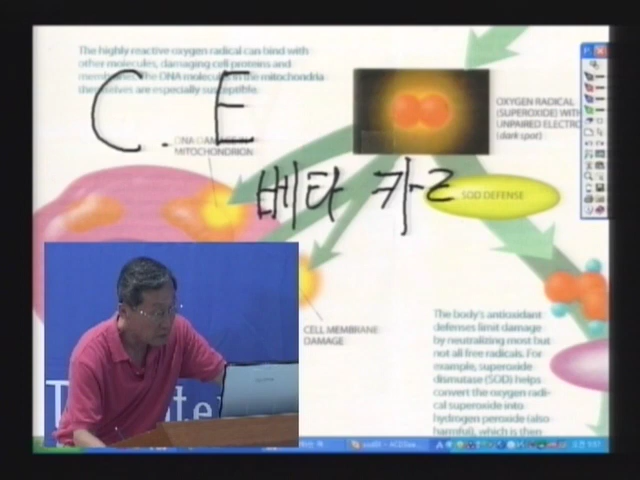 The highly reactive oxygen radical can bind with
other molecules, damaging cell proteins and
membranes. The DNA molecules in the mitochondria
themselves are especially susceptible.
C. E
DNA DAMAGE IN
MITOCHONDRION
OXYGEN RADICAL
(SUPEROXIDE) WITH
UNPAIRED ELECTRO
(dark spot)
베타 카ㄹ
SOD DEFENSE
CELL MEMBRANE
DAMAGE
The body's antioxidant
defenses limit damage
by neutralizing most but
not all free radicals. For
example, superoxide
dismutase (SOD) helps
convert the oxygen radi-
cal superoxide into
hydrogen peroxide (also
harmful), which is then